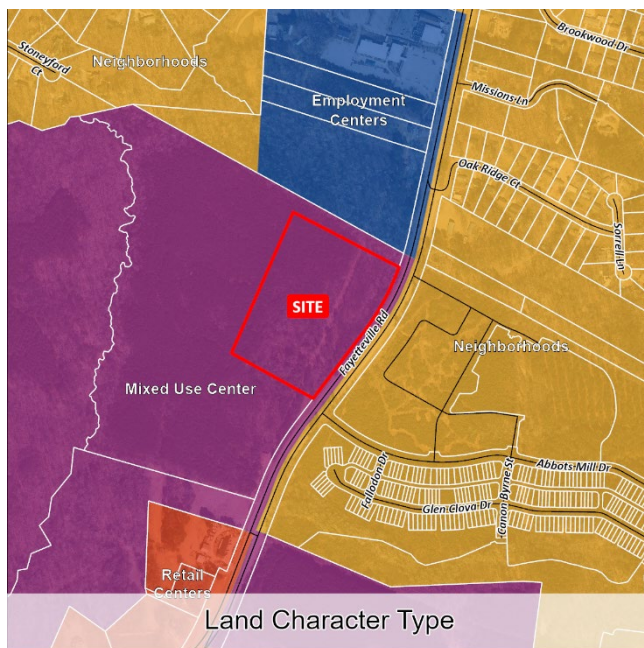 Stoneyford
Ct
Neighborhoods
Brookwood Dr
Missions Ln
Employment
Centers
Oak Ridge Ct
Sorrell Ln
SITE
Fayetteville Rd
Neighborhoods
Mixed Use Center
Abbots Mill Dr
Fallodon Dr
Glen Clova Dr
Canon Byrne St
Retail
Centers
Land Character Type